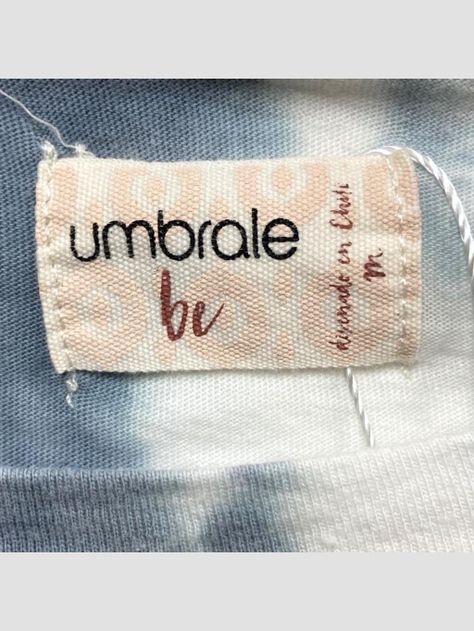 umbrale
be
diseñado en Chile
m